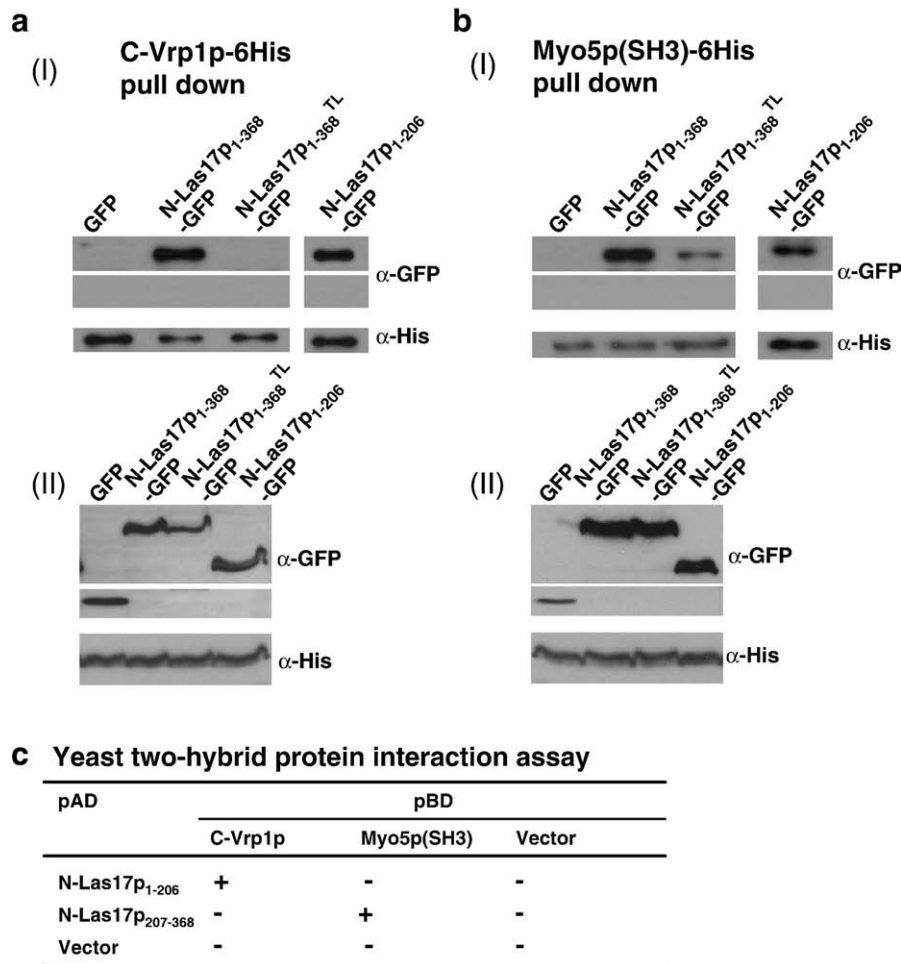 a
C-Vrp1p-6His
pull down
(I)
GFP
N-Las17p1-368
-GFP
N-Las17p1-368TL
-GFP
N-Las17p1-206
-GFP
α-GFP
α-His
(II)
GFP
N-Las17p1-368
-GFP
N-Las17p1-368TL
-GFP
N-Las17p1-206
-GFP
α-GFP
α-His
b
Myo5p(SH3)-6His
pull down
(I)
GFP
N-Las17p1-368
-GFP
N-Las17p1-368TL
-GFP
N-Las17p1-206
-GFP
α-GFP
α-His
(II)
GFP
N-Las17p1-368
-GFP
N-Las17p1-368TL
-GFP
N-Las17p1-206
-GFP
α-GFP
α-His
c Yeast two-hybrid protein interaction assay
pAD pBD
C-Vrp1p Myo5p(SH3) Vector
N-Las17p1-206 + - -
N-Las17p207-368 - + -
Vector - - -